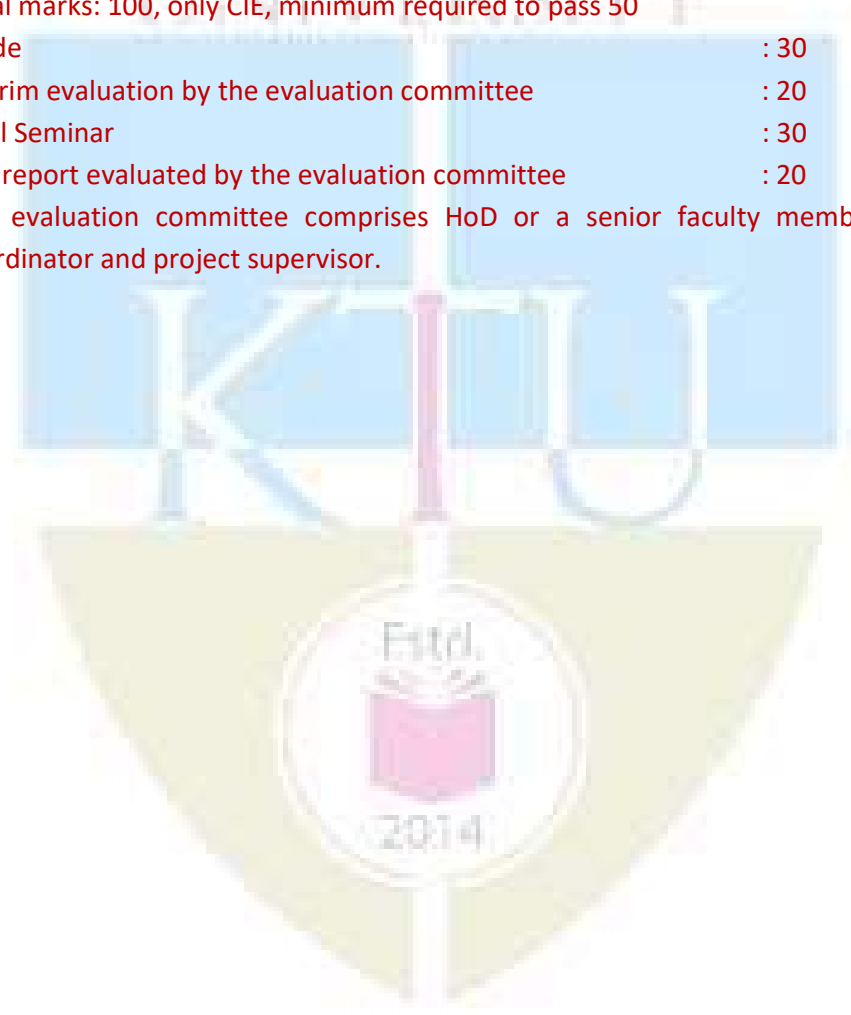 al marks: 100, only CIE, minimum required to pass 50
de : 30
rim evaluation by the evaluation committee : 20
l Seminar : 30
report evaluated by the evaluation committee : 20
evaluation committee comprises HoD or a senior faculty memb
rdinator and project supervisor.
KTU
Estd.
2014